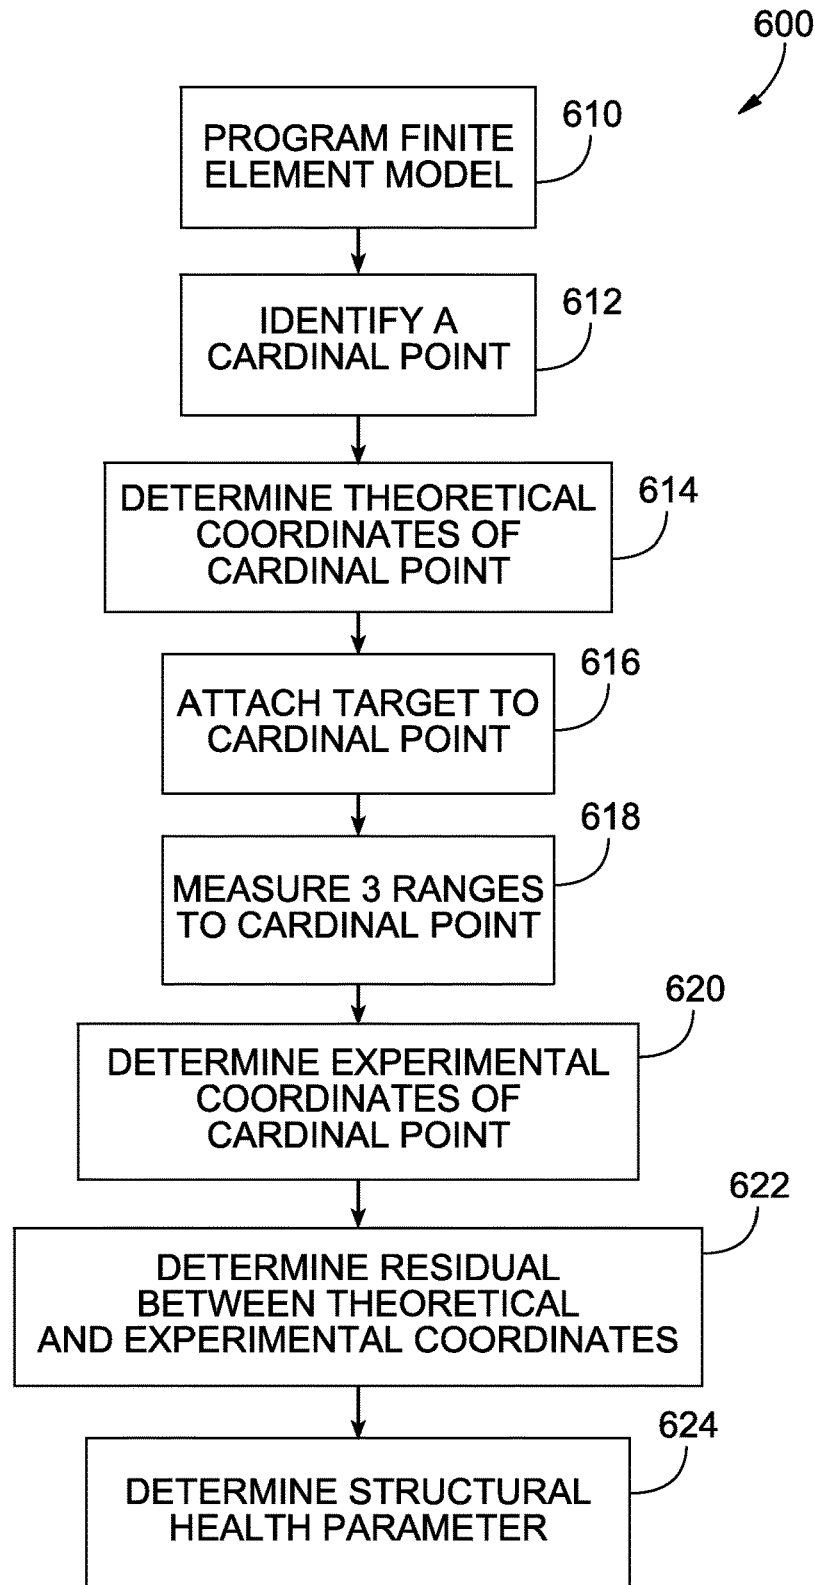 600
PROGRAM FINITE
ELEMENT MODEL
610
IDENTIFY A
CARDINAL POINT
612
DETERMINE THEORETICAL
COORDINATES OF
CARDINAL POINT
614
ATTACH TARGET TO
CARDINAL POINT
616
MEASURE 3 RANGES
TO CARDINAL POINT
618
DETERMINE EXPERIMENTAL
COORDINATES OF
CARDINAL POINT
620
DETERMINE RESIDUAL
BETWEEN THEORETICAL
AND EXPERIMENTAL COORDINATES
622
DETERMINE STRUCTURAL
HEALTH PARAMETER
624